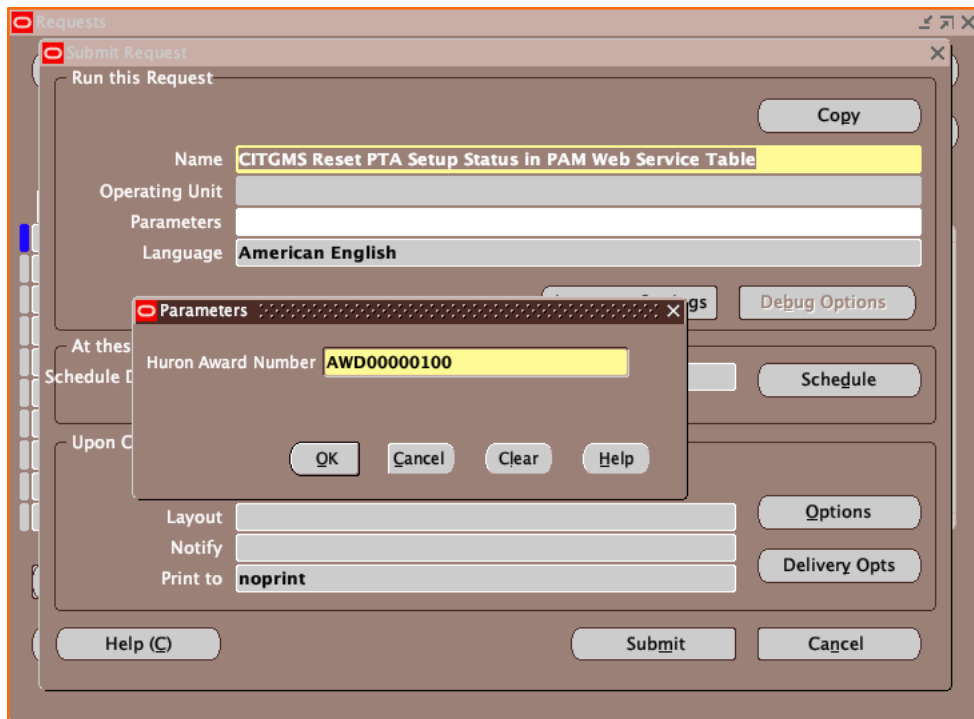 Requests
Submit Request
Run this Request
Copy
Name CITGMS Reset PTA Setup Status in PAM Web Service Table
Operating Unit
Parameters
Language American English
gs Debug Options
Parameters
At thes
Huron Award Number AWD00000100
Schedule D Schedule
Upon C
OK Cancel Clear Help
Layout Options
Notify
Delivery Opts
Print to noprint
Help (C) Submit Cancel